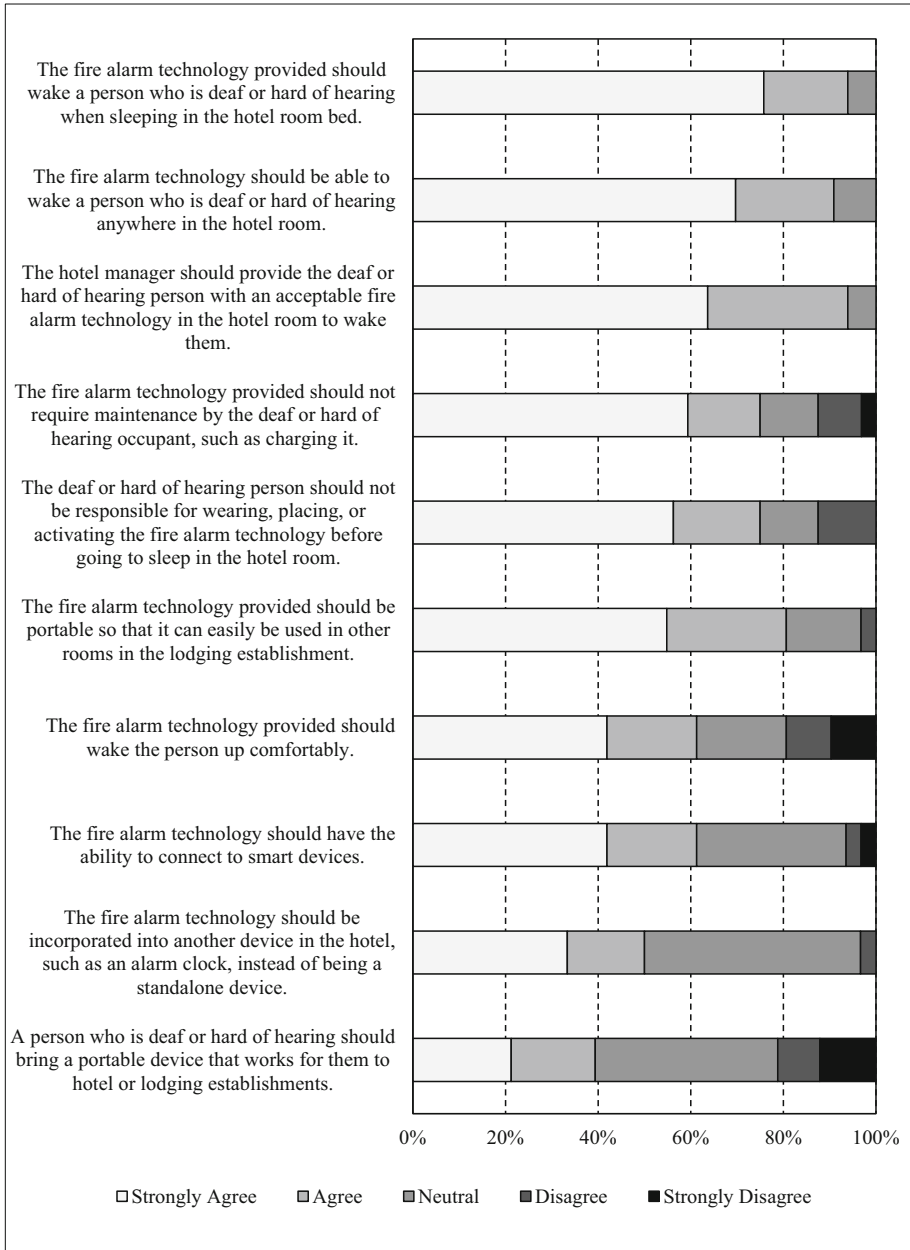 The fire alarm technology provided should
wake a person who is deaf or hard of hearing
when sleeping in the hotel room bed.
The fire alarm technology should be able to
wake a person who is deaf or hard of hearing
anywhere in the hotel room.
The hotel manager should provide the deaf or
hard of hearing person with an acceptable fire
alarm technology in the hotel room to wake
them.
The fire alarm technology provided should not
require maintenance by the deaf or hard of
hearing occupant, such as charging it.
The deaf or hard of hearing person should not
be responsible for wearing, placing, or
activating the fire alarm technology before
going to sleep in the hotel room.
The fire alarm technology provided should be
portable so that it can easily be used in other
rooms in the lodging establishment.
The fire alarm technology provided should
wake the person up comfortably.
The fire alarm technology should have the
ability to connect to smart devices.
The fire alarm technology should be
incorporated into another device in the hotel,
such as an alarm clock, instead of being a
standalone device.
A person who is deaf or hard of hearing should
bring a portable device that works for them to
hotel or lodging establishments.
0% 20% 40% 60% 80% 100%
Strongly Agree Agree Neutral Disagree Strongly Disagree